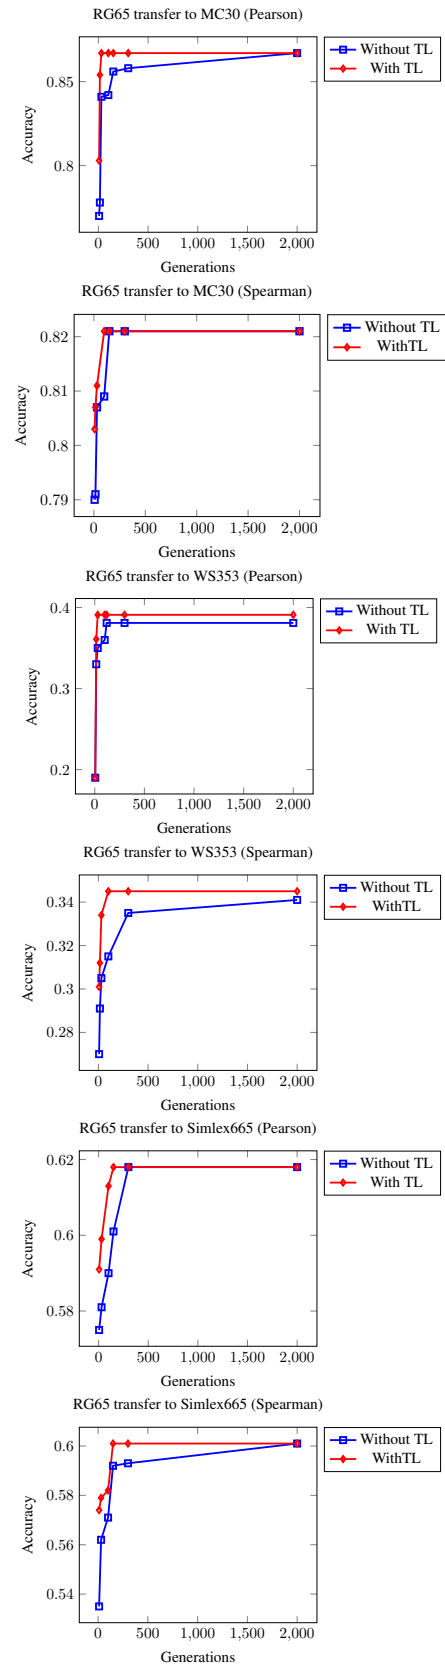 RG65 transfer to MC30 (Pearson)
Without TL
With TL
0.85
0.8
Accuracy
0 500 1,000 1,500 2,000
Generations
RG65 transfer to MC30 (Spearman)
Without TL
WithTL
0.82
0.81
0.8
0.79
Accuracy
0 500 1,000 1,500 2,000
Generations
RG65 transfer to WS353 (Pearson)
Without TL
With TL
0.4
0.3
0.2
Accuracy
0 500 1,000 1,500 2,000
Generations
RG65 transfer to WS353 (Spearman)
Without TL
WithTL
0.34
0.32
0.3
0.28
Accuracy
0 500 1,000 1,500 2,000
Generations
RG65 transfer to Simlex665 (Pearson)
Without TL
With TL
0.62
0.6
0.58
Accuracy
0 500 1,000 1,500 2,000
Generations
RG65 transfer to Simlex665 (Spearman)
Without TL
WithTL
0.6
0.58
0.56
0.54
Accuracy
0 500 1,000 1,500 2,000
Generations